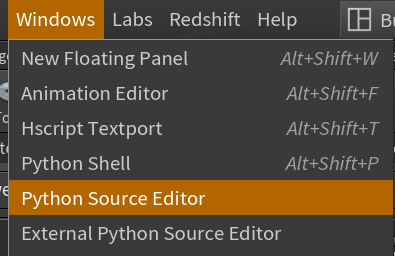 Windows Labs Redshift Help
New Floating Panel Alt+Shift+W
Animation Editor Alt+Shift+F
Hscript Textport Alt+Shift+T
Python Shell Alt+Shift+P
Python Source Editor
External Python Source Editor